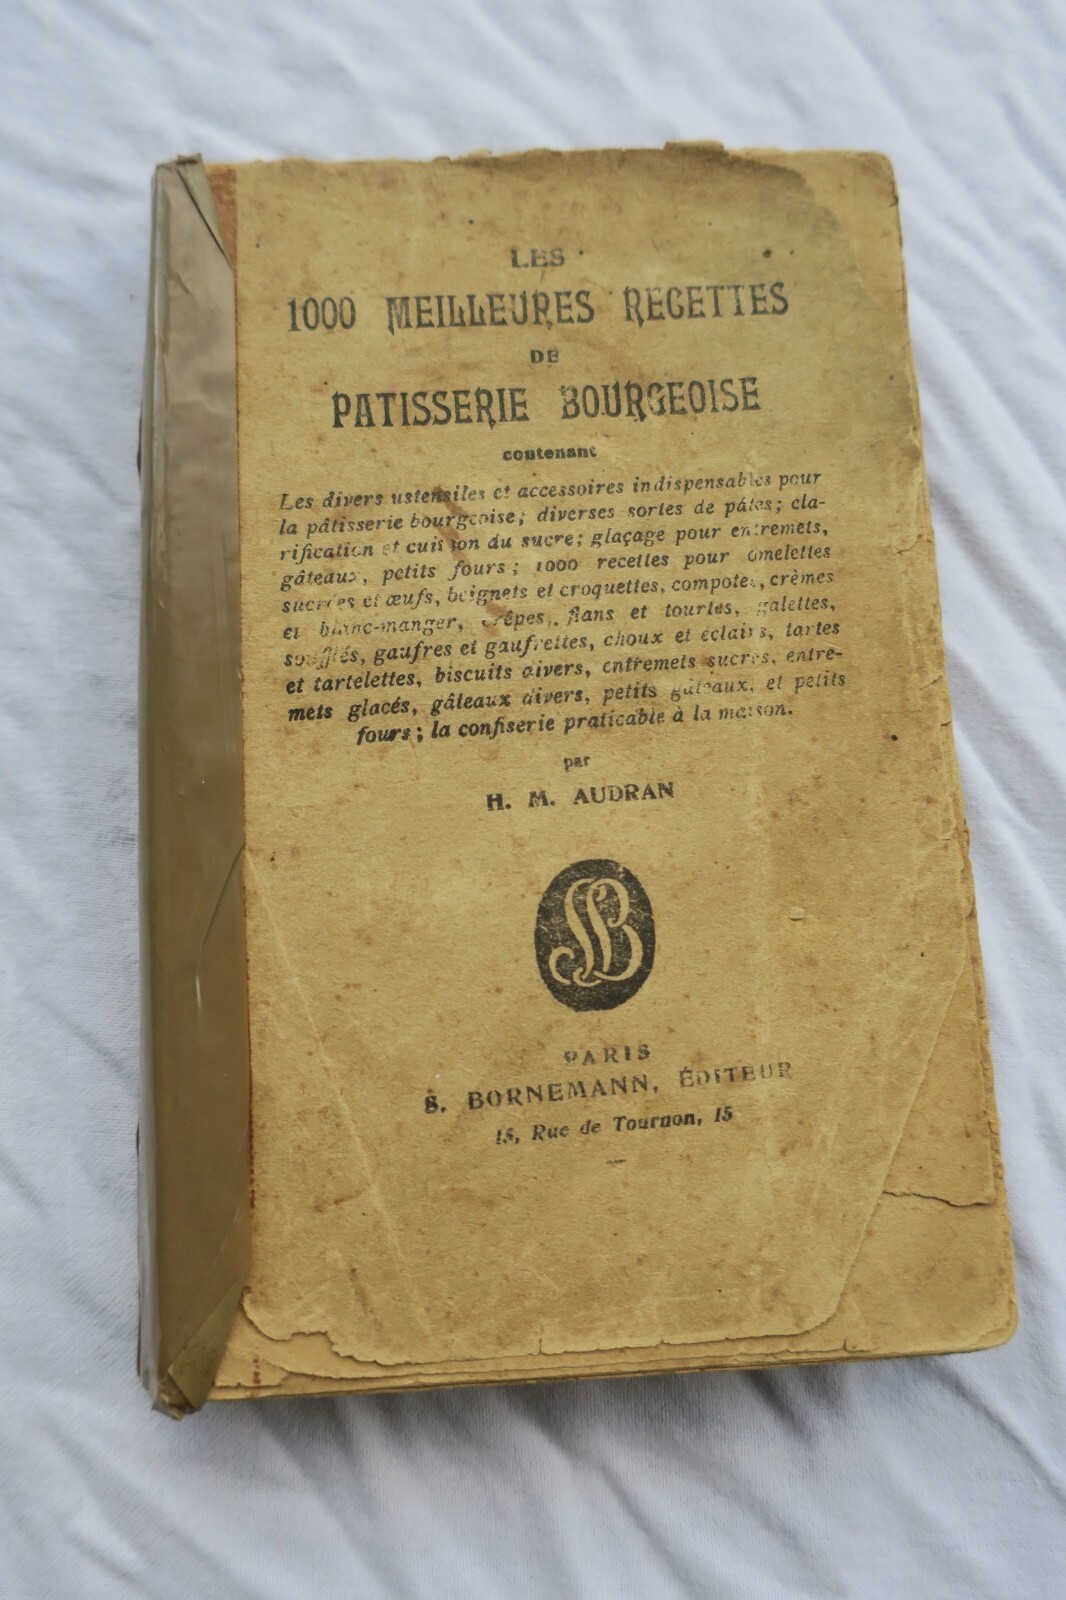 LES
1000 MEILLEURES RECETTES
DE
PATISSERIE BOURGEOISE
contenant
Les divers ustensiles et accessoires indispensables pour
la pâtisserie bourgeoise; diverses sortes de pâtes; cla-
rification et cuisson du sucre; glaçage pour entremets,
gâteaux, petits fours; 1000 recettes pour omelettes
sucrées et œufs, beignets et croquettes, compotes, crèmes
et blanc-manger, crêpes, flans et tourtes, galettes,
soufflés, gaufres et gaufrettes, choux et éclairs, tartes
et tartelettes, biscuits divers, entremets sucrés, entre-
mets glacés, gâteaux divers, petits gâteaux, et petits
fours; la confiserie praticable à la maison.
par
H. M. AUDRAN
SB
PARIS
S. BORNEMANN, ÉDITEUR
15, Rue de Tournon, 15